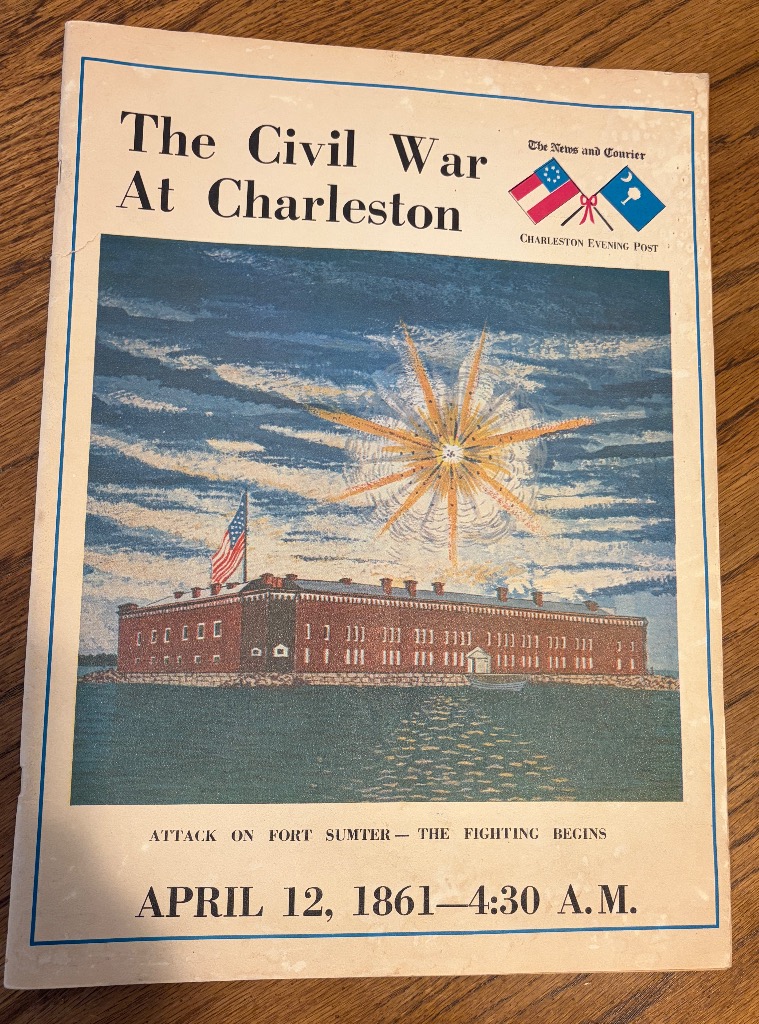 The Civil War
At Charleston
The News and Courier
CHARLESTON EVENING POST
ATTACK ON FORT SUMTER — THE FIGHTING BEGINS
APRIL 12, 1861—4:30 A.M.